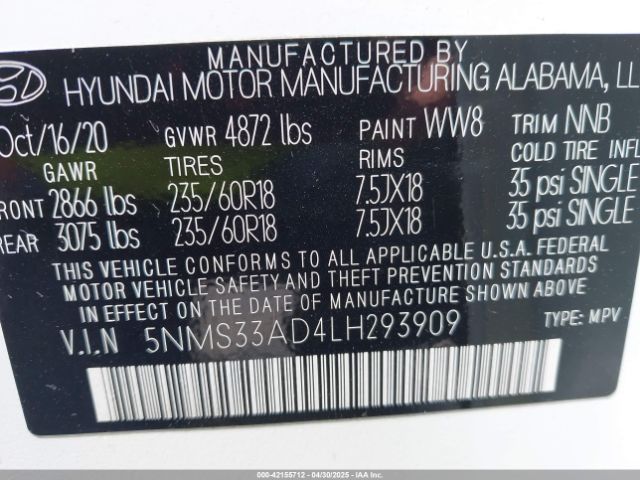 MANUFACTURED BY
HYUNDAI MOTOR MANUFACTURING ALABAMA, LL
Oct/16/20 GVWR 4872 lbs PAINT WW8 TRIM NNB
GAWR TIRES RIMS COLD TIRE INFL
FRONT 2866 lbs 235/60R18 7.5JX18 35 psi SINGLE
REAR 3075 lbs 235/60R18 7.5JX18 35 psi SINGLE
THIS VEHICLE CONFORMS TO ALL APPLICABLE U.S.A. FEDERAL
MOTOR VEHICLE SAFETY AND THEFT PREVENTION STANDARDS
IN EFFECT ON THE DATE OF MANUFACTURE SHOWN ABOVE.
V.I.N 5NMS33AD4LH293909 TYPE: MPV
000-42155712 - 04/30/2025 - IAAI.COM